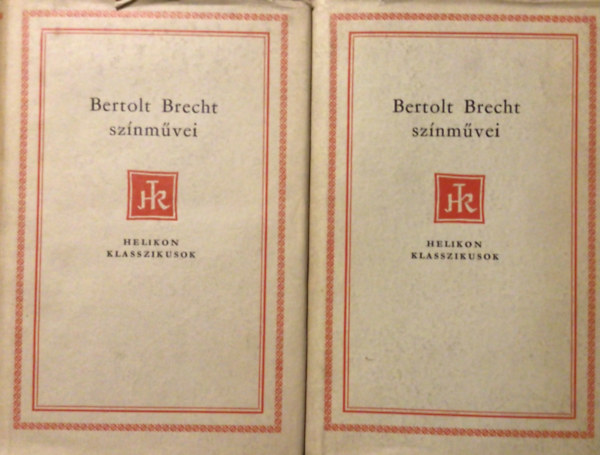 Bertolt Brecht
színművei
HK
HELIKON
KLASSZIKUSOK
Bertolt Brecht
színművei
HK
HELIKON
KLASSZIKUSOK